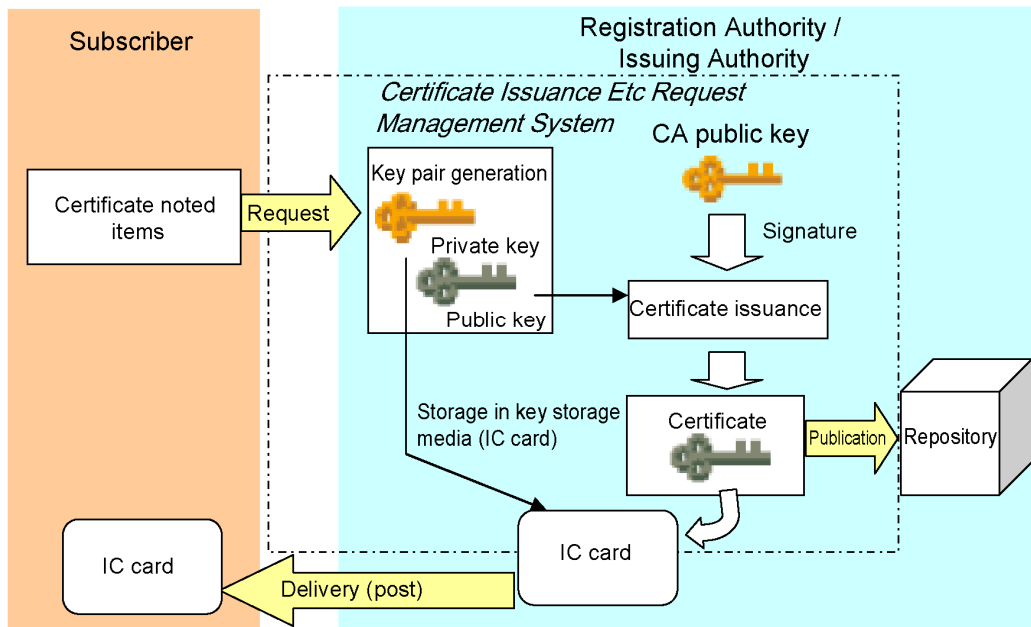 Subscriber
Registration Authority /
Issuing Authority
Certificate Issuance Etc Request
Management System
CA public key
Key pair generation
Certificate noted
items
Request
Signature
Private key
Public key
Certificate issuance
Storage in key storage
media (IC card)
Certificate
Publication
Repository
IC card
IC card
Delivery (post)